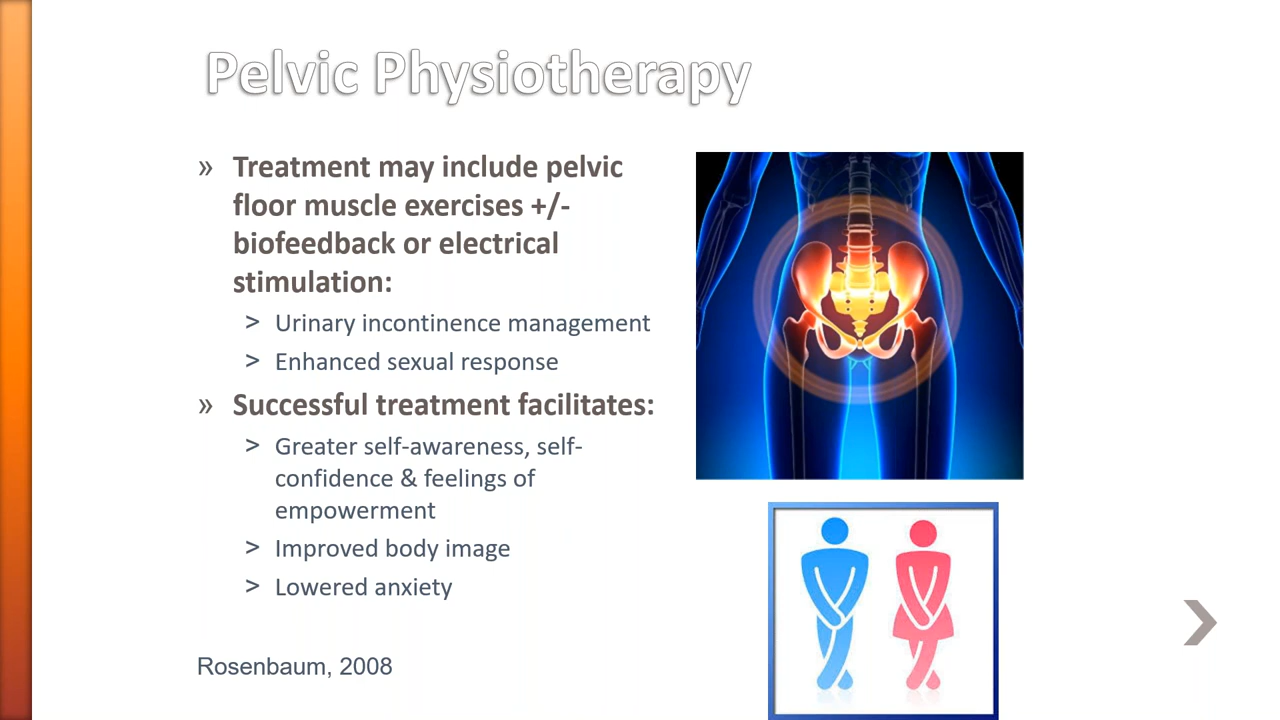 Pelvic Physiotherapy
» Treatment may include pelvic
floor muscle exercises +/-
biofeedback or electrical
stimulation:
> Urinary incontinence management
> Enhanced sexual response
» Successful treatment facilitates:
> Greater self-awareness, self-
confidence & feelings of
empowerment
> Improved body image
> Lowered anxiety
Rosenbaum, 2008